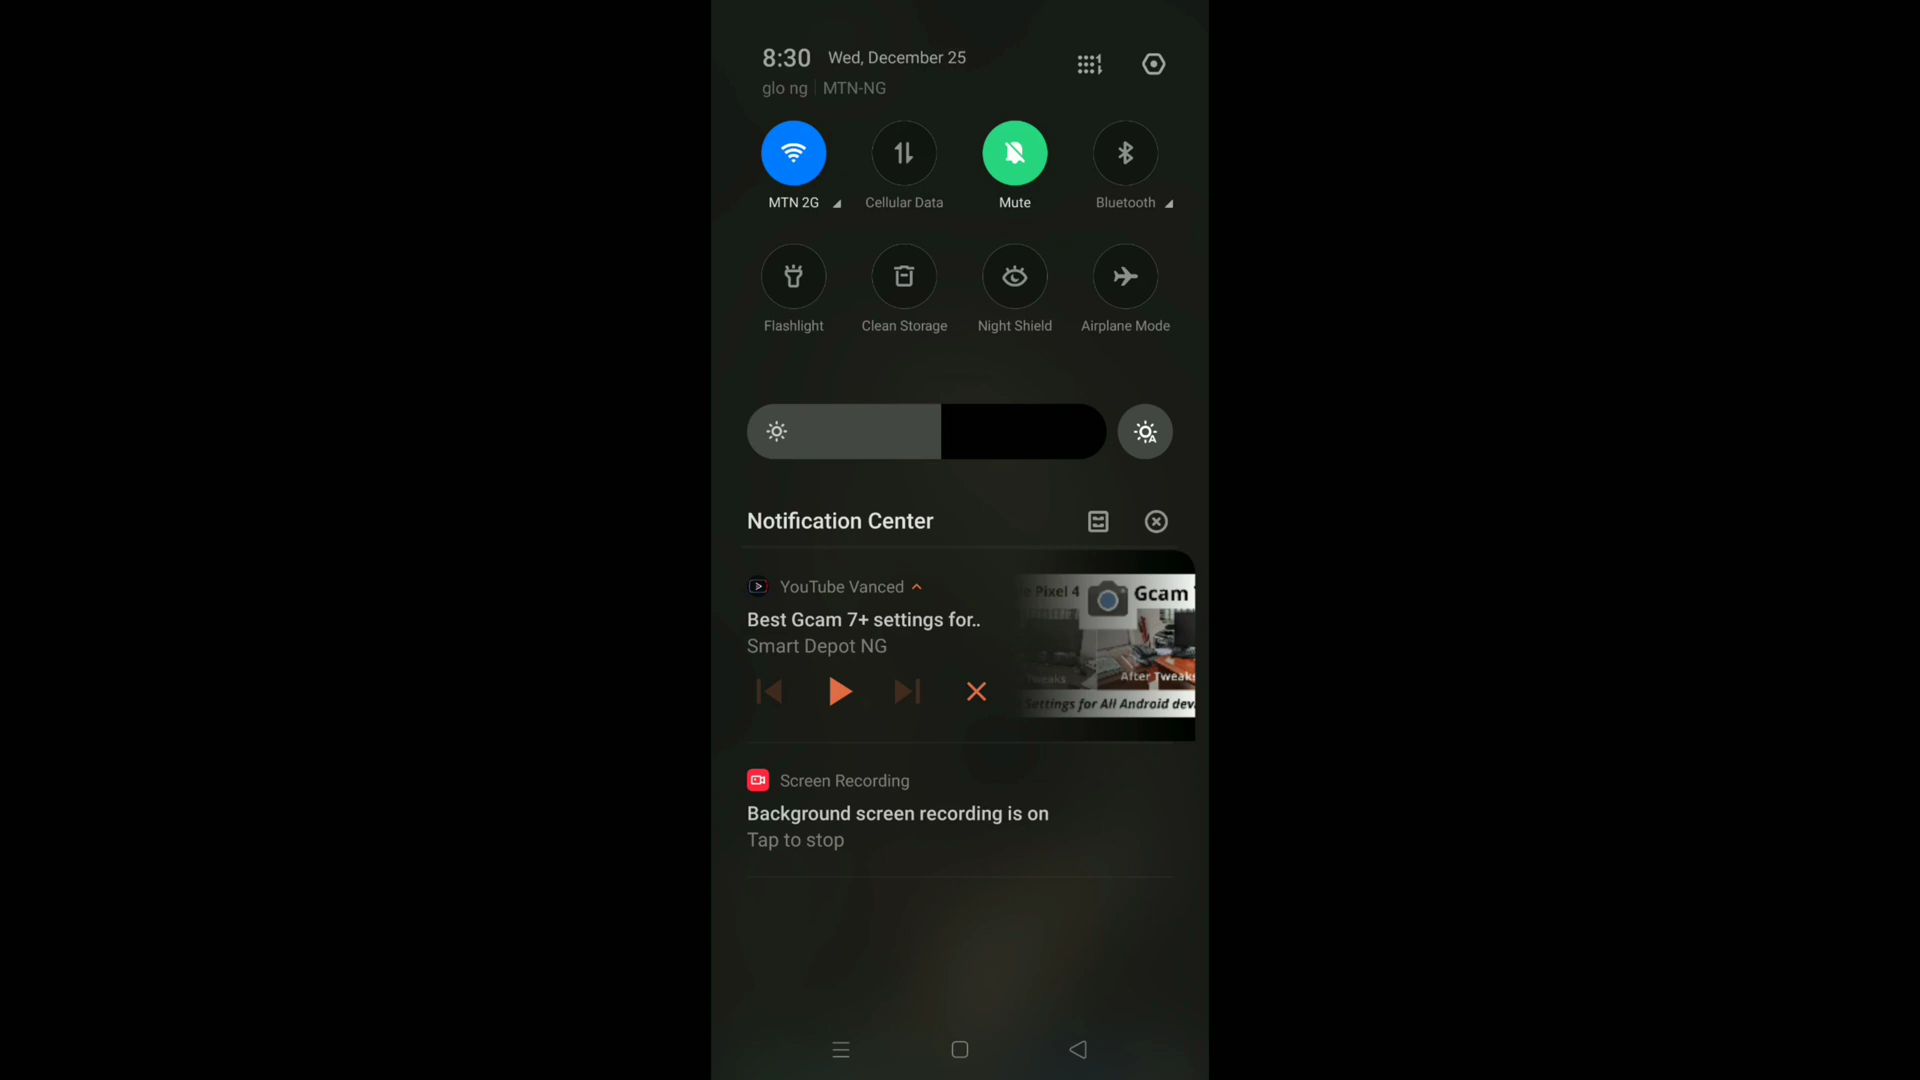 8:30 Wed, December 25
glo ng | MTN-NG
MTN 2G Cellular Data Mute Bluetooth
Flashlight Clean Storage Night Shield Airplane Mode
Notification Center
YouTube Vanced
Best Gcam 7+ settings for..
Smart Depot NG
e Pixel 4 Gcam
Tweaks After Tweaks
Settings for All Android dev
Screen Recording
Background screen recording is on
Tap to stop